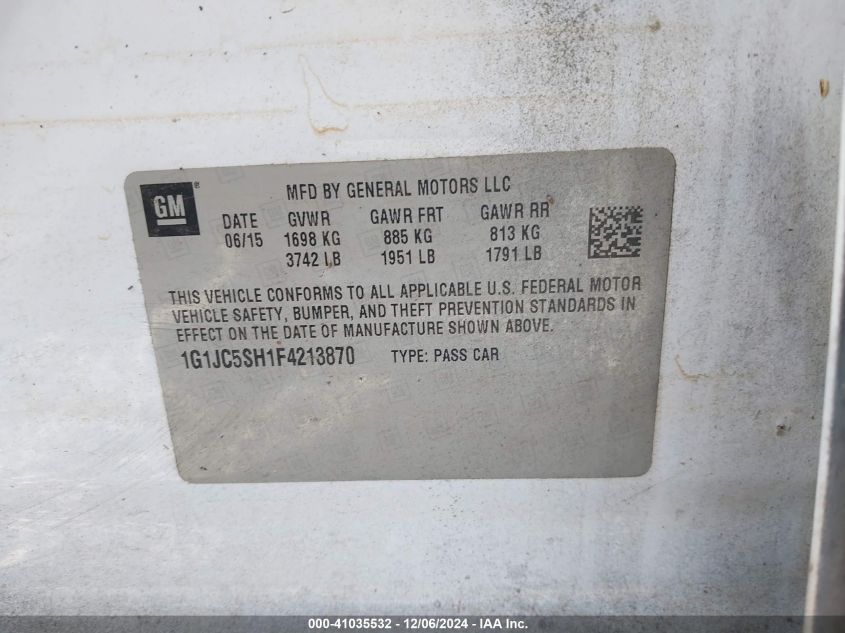 GM®
MFD BY GENERAL MOTORS LLC
DATE GVWR GAWR FRT GAWR RR
06/15 1698 KG 885 KG 813 KG
3742 LB 1951 LB 1791 LB
THIS VEHICLE CONFORMS TO ALL APPLICABLE U.S. FEDERAL MOTOR
VEHICLE SAFETY, BUMPER, AND THEFT PREVENTION STANDARDS IN
EFFECT ON THE DATE OF MANUFACTURE SHOWN ABOVE.
1G1JC5SH1F4213870 TYPE: PASS CAR
000-41035532 - 12/06/2024 - IAA Inc.